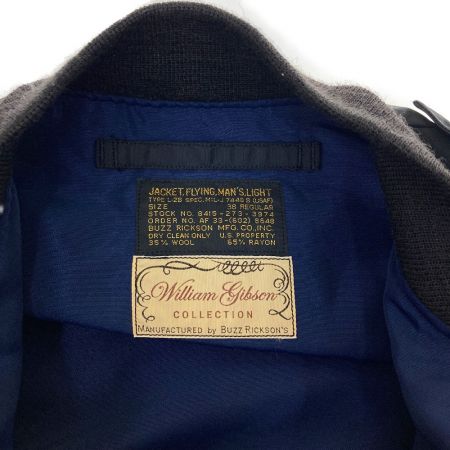 JACKET, FLYING, MAN'S, LIGHT
TYPE L-2B SPEC. MIL-J 7448 B (USAF)
SIZE 38 REGULAR
STOCK NO. 8415-273-3974
ORDER NO. AF 33-(602) 8648
BUZZ RICKSON MFG. CO., INC.
DRY CLEAN ONLY U.S. PROPERTY
35% WOOL 65% RAYON
William Gibson
COLLECTION
MANUFACTURED BY BUZZ RICKSON'S